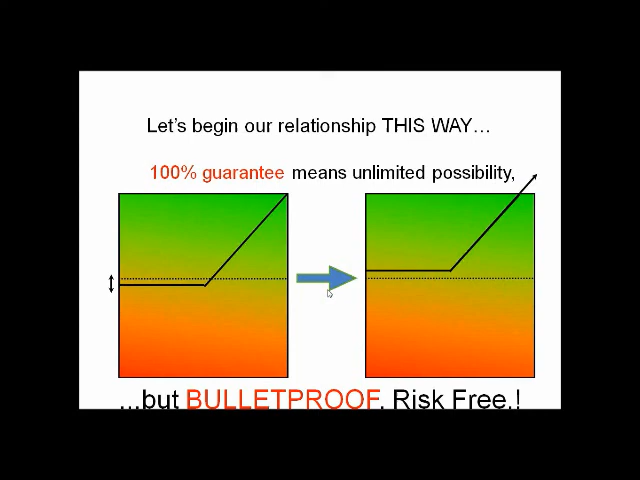 Let's begin our relationship THIS WAY…
100% guarantee means unlimited possibility,
…but BULLETPROOF. Risk Free.!